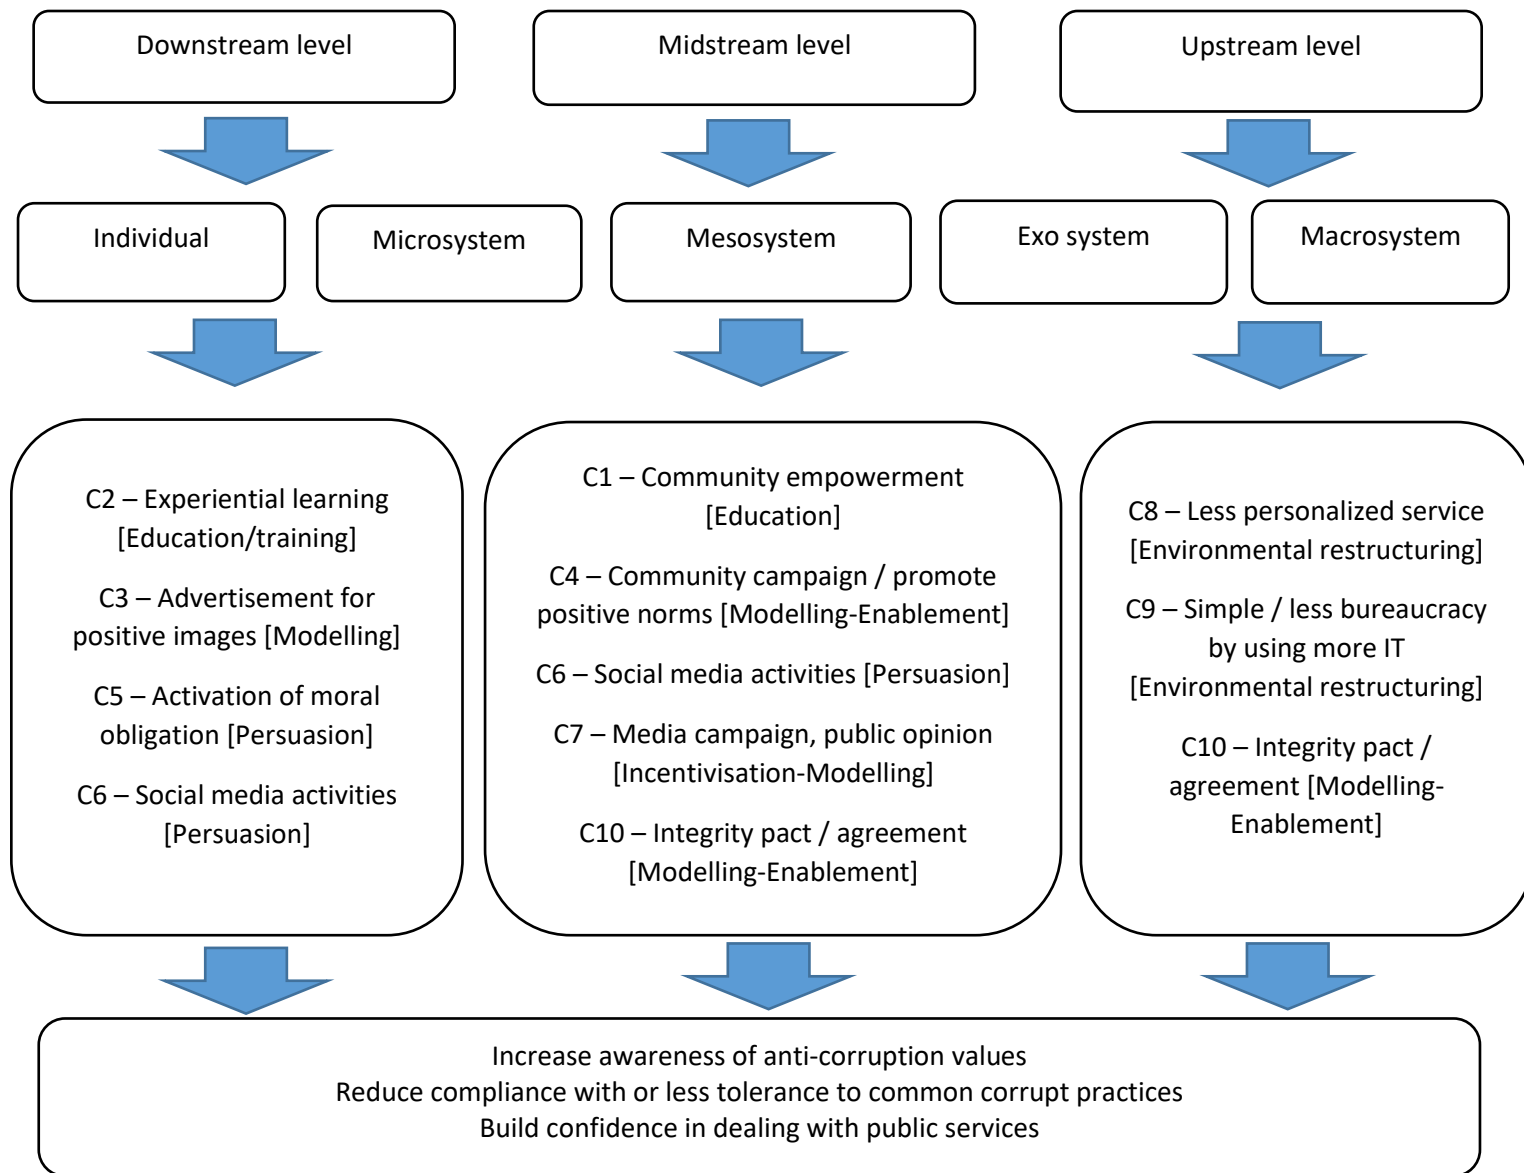 Downstream level
Midstream level
Upstream level
Individual
Microsystem
Mesosystem
Exo system
Macrosystem
C2 – Experiential learning
[Education/training]
C3 – Advertisement for
positive images [Modelling]
C5 – Activation of moral
obligation [Persuasion]
C6 – Social media activities
[Persuasion]
C1 – Community empowerment
[Education]
C4 – Community campaign / promote
positive norms [Modelling-Enablement]
C6 – Social media activities [Persuasion]
C7 – Media campaign, public opinion
[Incentivisation-Modelling]
C10 – Integrity pact / agreement
[Modelling-Enablement]
C8 – Less personalized service
[Environmental restructuring]
C9 – Simple / less bureaucracy
by using more IT
[Environmental restructuring]
C10 – Integrity pact /
agreement [Modelling-
Enablement]
Increase awareness of anti-corruption values
Reduce compliance with or less tolerance to common corrupt practices
Build confidence in dealing with public services